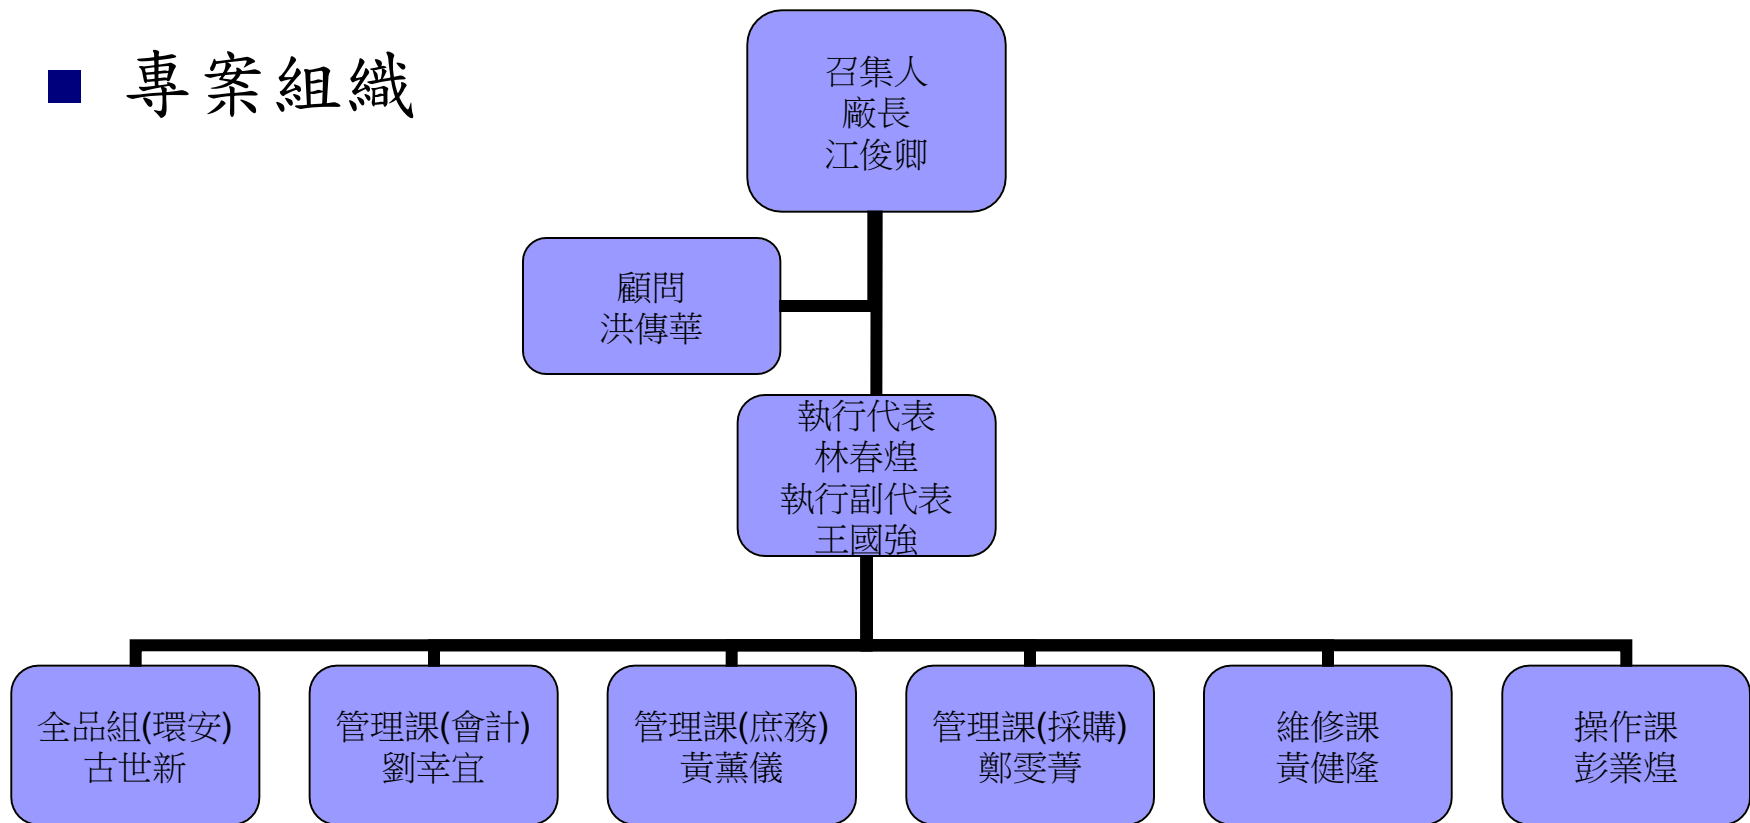 專案組織
召集人
廠長
江俊卿
顧問
洪傳華
執行代表
林春煌
執行副代表
王國強
全品組(環安)
古世新
管理課(會計)
劉幸宜
管理課(庶務)
黃薰儀
管理課(採購)
鄭雯菁
維修課
黃健隆
操作課
彭業煌